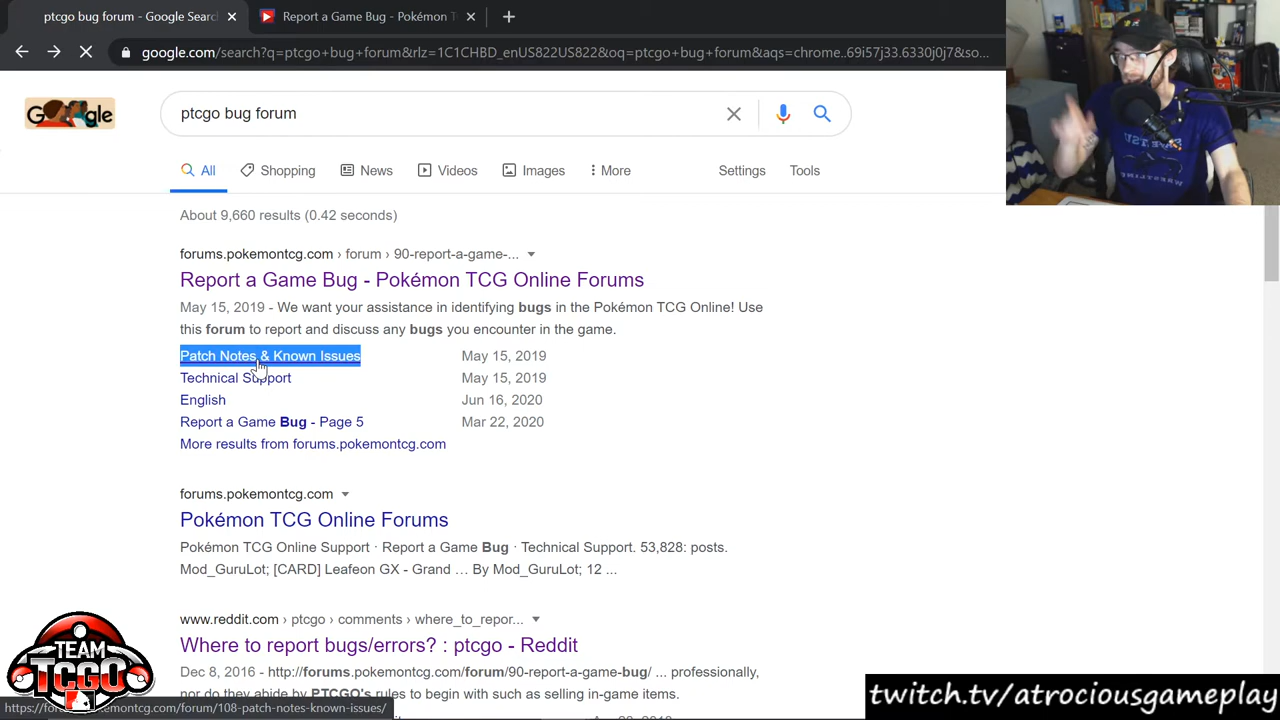 ptcgo bug forum - Google Searc
Report a Game Bug - Pokémon T
google.com/search?q=ptcgo+bug+forum&rlz=1C1CHBD_enUS822US822&oq=ptcgo+bug+forum&aqs=chrome..69i57j33.6330j0j7&so...
Google
ptcgo bug forum
All Shopping News Videos Images More Settings Tools
About 9,660 results (0.42 seconds)
forums.pokemontcg.com › forum › 90-report-a-game-...
Report a Game Bug - Pokémon TCG Online Forums
May 15, 2019 - We want your assistance in identifying bugs in the Pokémon TCG Online! Use
this forum to report and discuss any bugs you encounter in the game.
Patch Notes & Known Issues May 15, 2019
Technical Support May 15, 2019
English Jun 16, 2020
Report a Game Bug - Page 5 Mar 22, 2020
More results from forums.pokemontcg.com
forums.pokemontcg.com
Pokémon TCG Online Forums
Pokémon TCG Online Support · Report a Game Bug · Technical Support. 53,828: posts.
Mod_GuruLot; [CARD] Leafeon GX - Grand ... By Mod_GuruLot; 12 ...
www.reddit.com › ptcgo › comments › where_to_repor...
Where to report bugs/errors? : ptcgo - Reddit
Dec 8, 2016 - http://forums.pokemontcg.com/forum/90-report-a-game-bug/ ... professionally,
nor do they abide by PTCGO's rules to begin with such as selling in-game items.
TEAM
TCGO
emontcg.com/forum/108-patch-notes-known-issues/
twitch.tv/atrociousgameplay